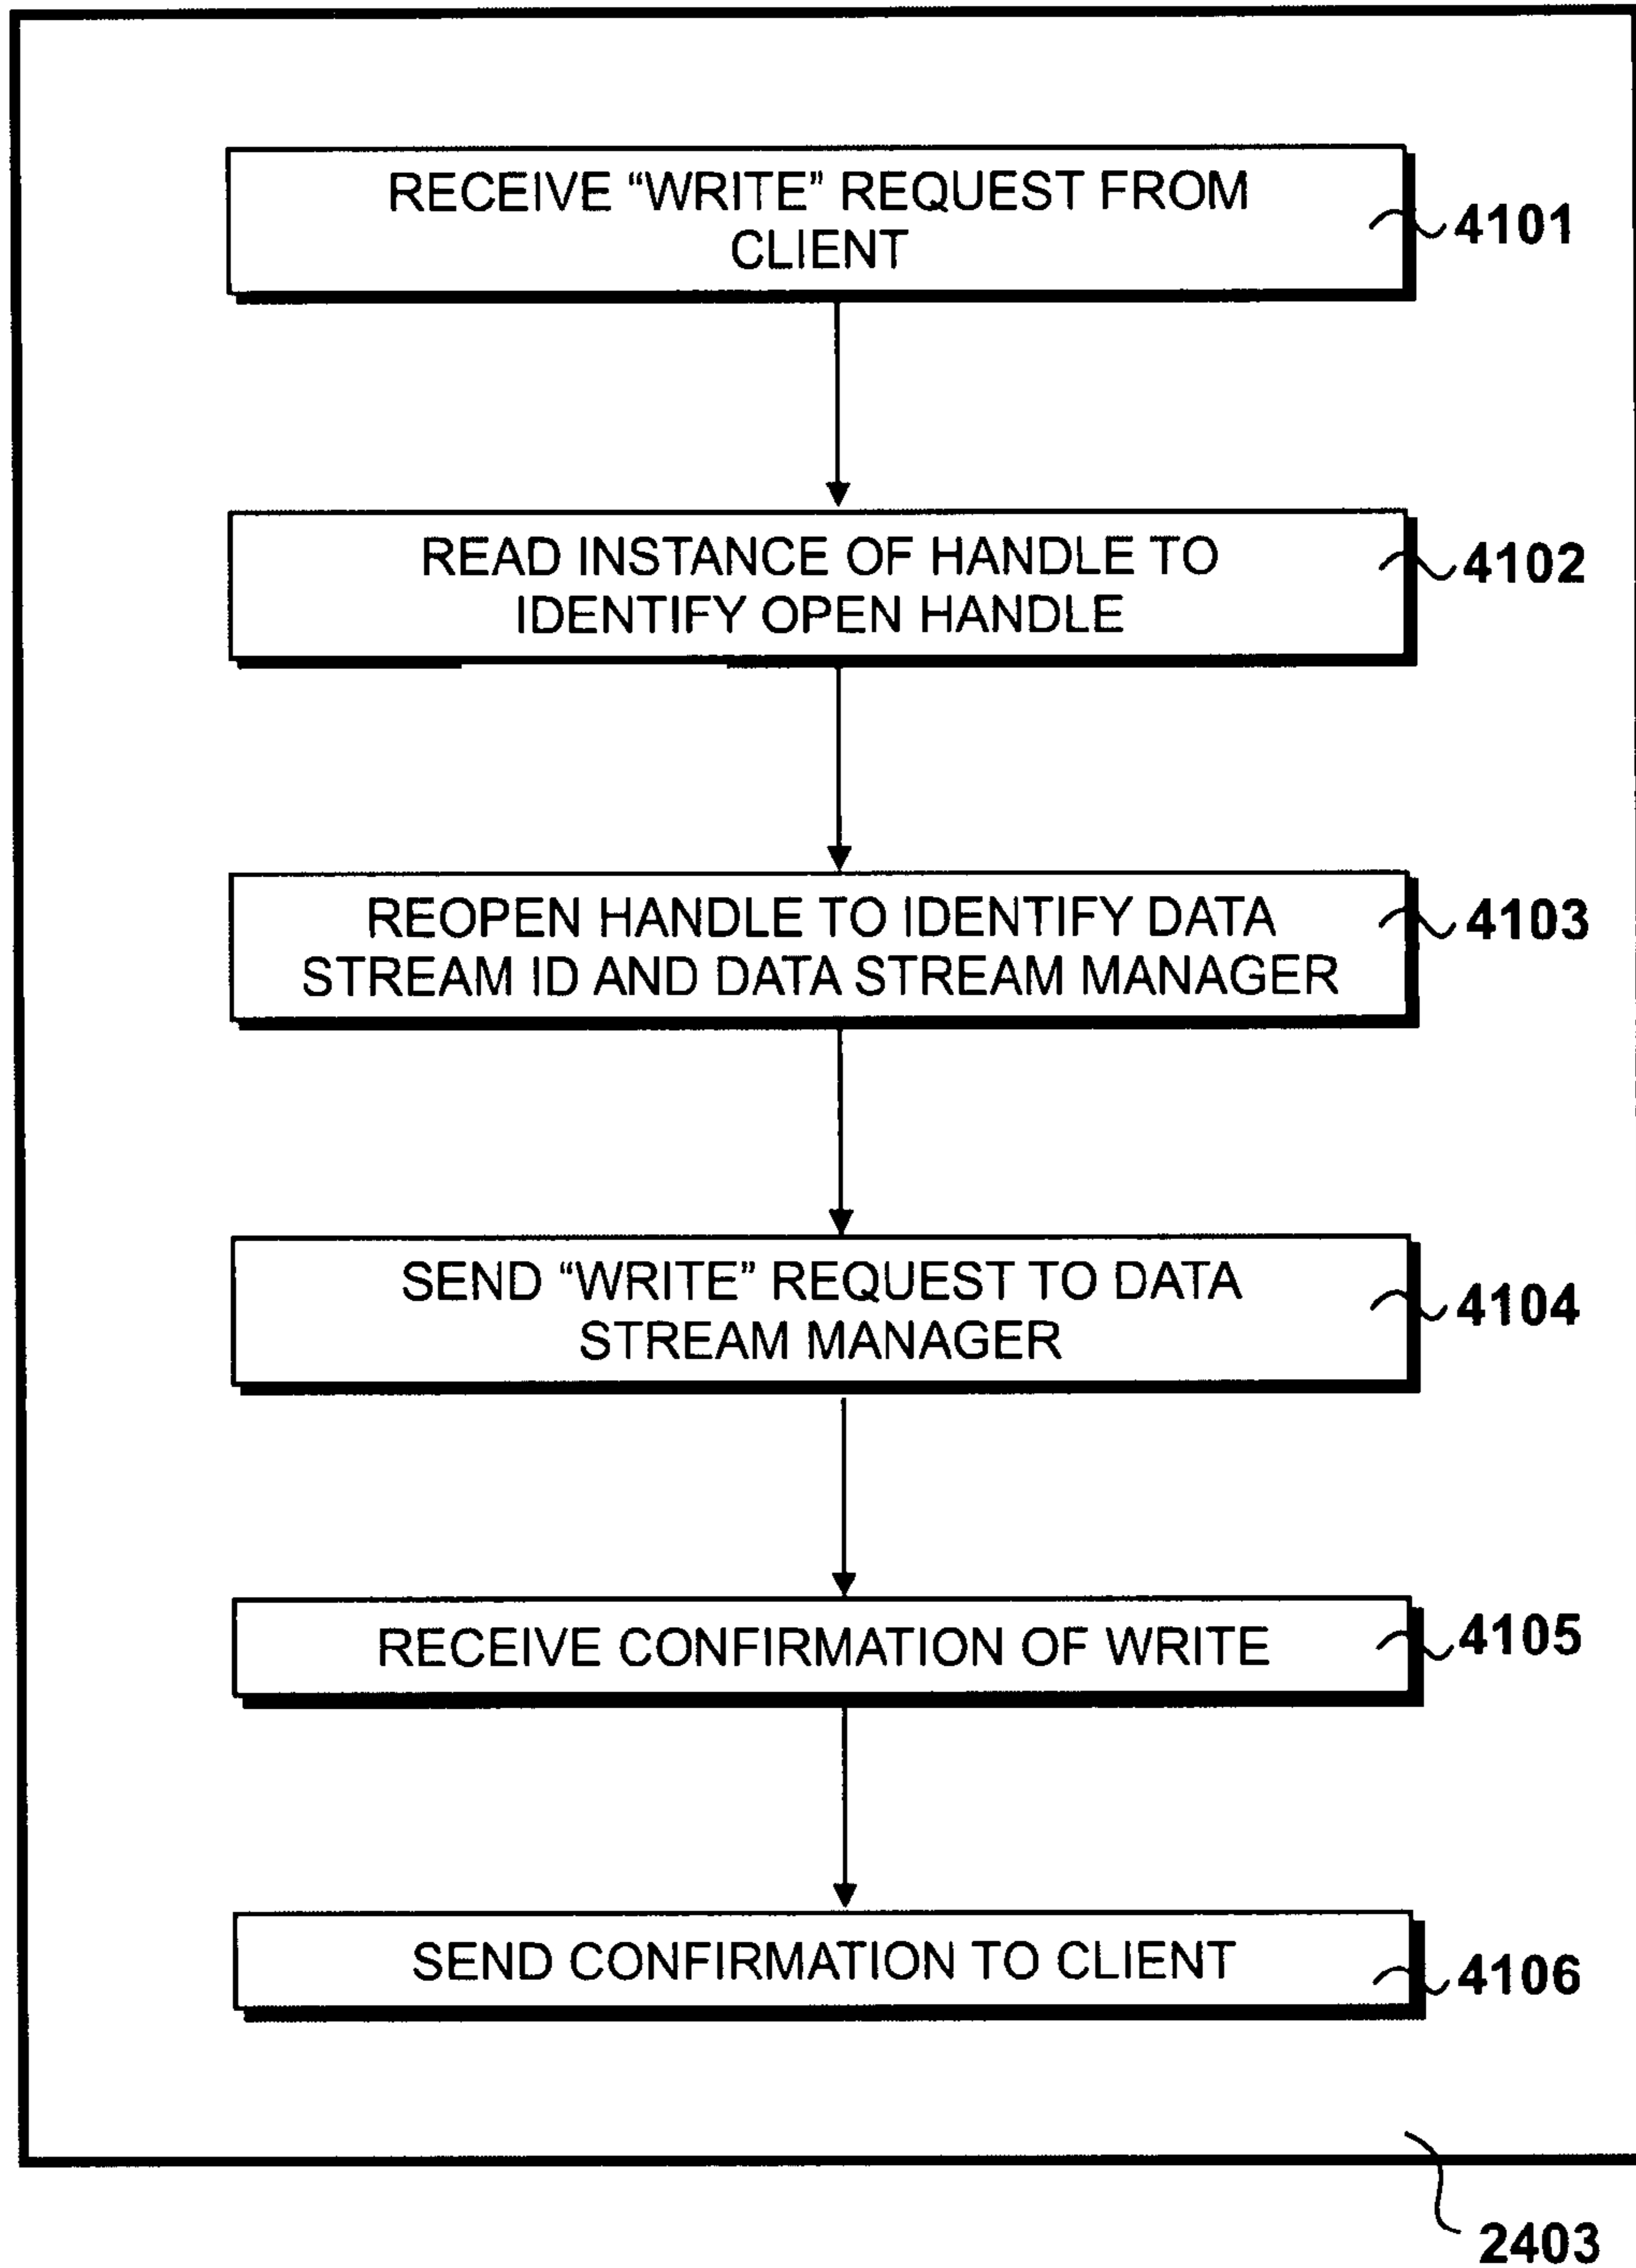 RECEIVE “WRITE” REQUEST FROM
CLIENT
4101
READ INSTANCE OF HANDLE TO
IDENTIFY OPEN HANDLE
4102
REOPEN HANDLE TO IDENTIFY DATA
STREAM ID AND DATA STREAM MANAGER
4103
SEND “WRITE” REQUEST TO DATA
STREAM MANAGER
4104
RECEIVE CONFIRMATION OF WRITE
4105
SEND CONFIRMATION TO CLIENT
4106
2403